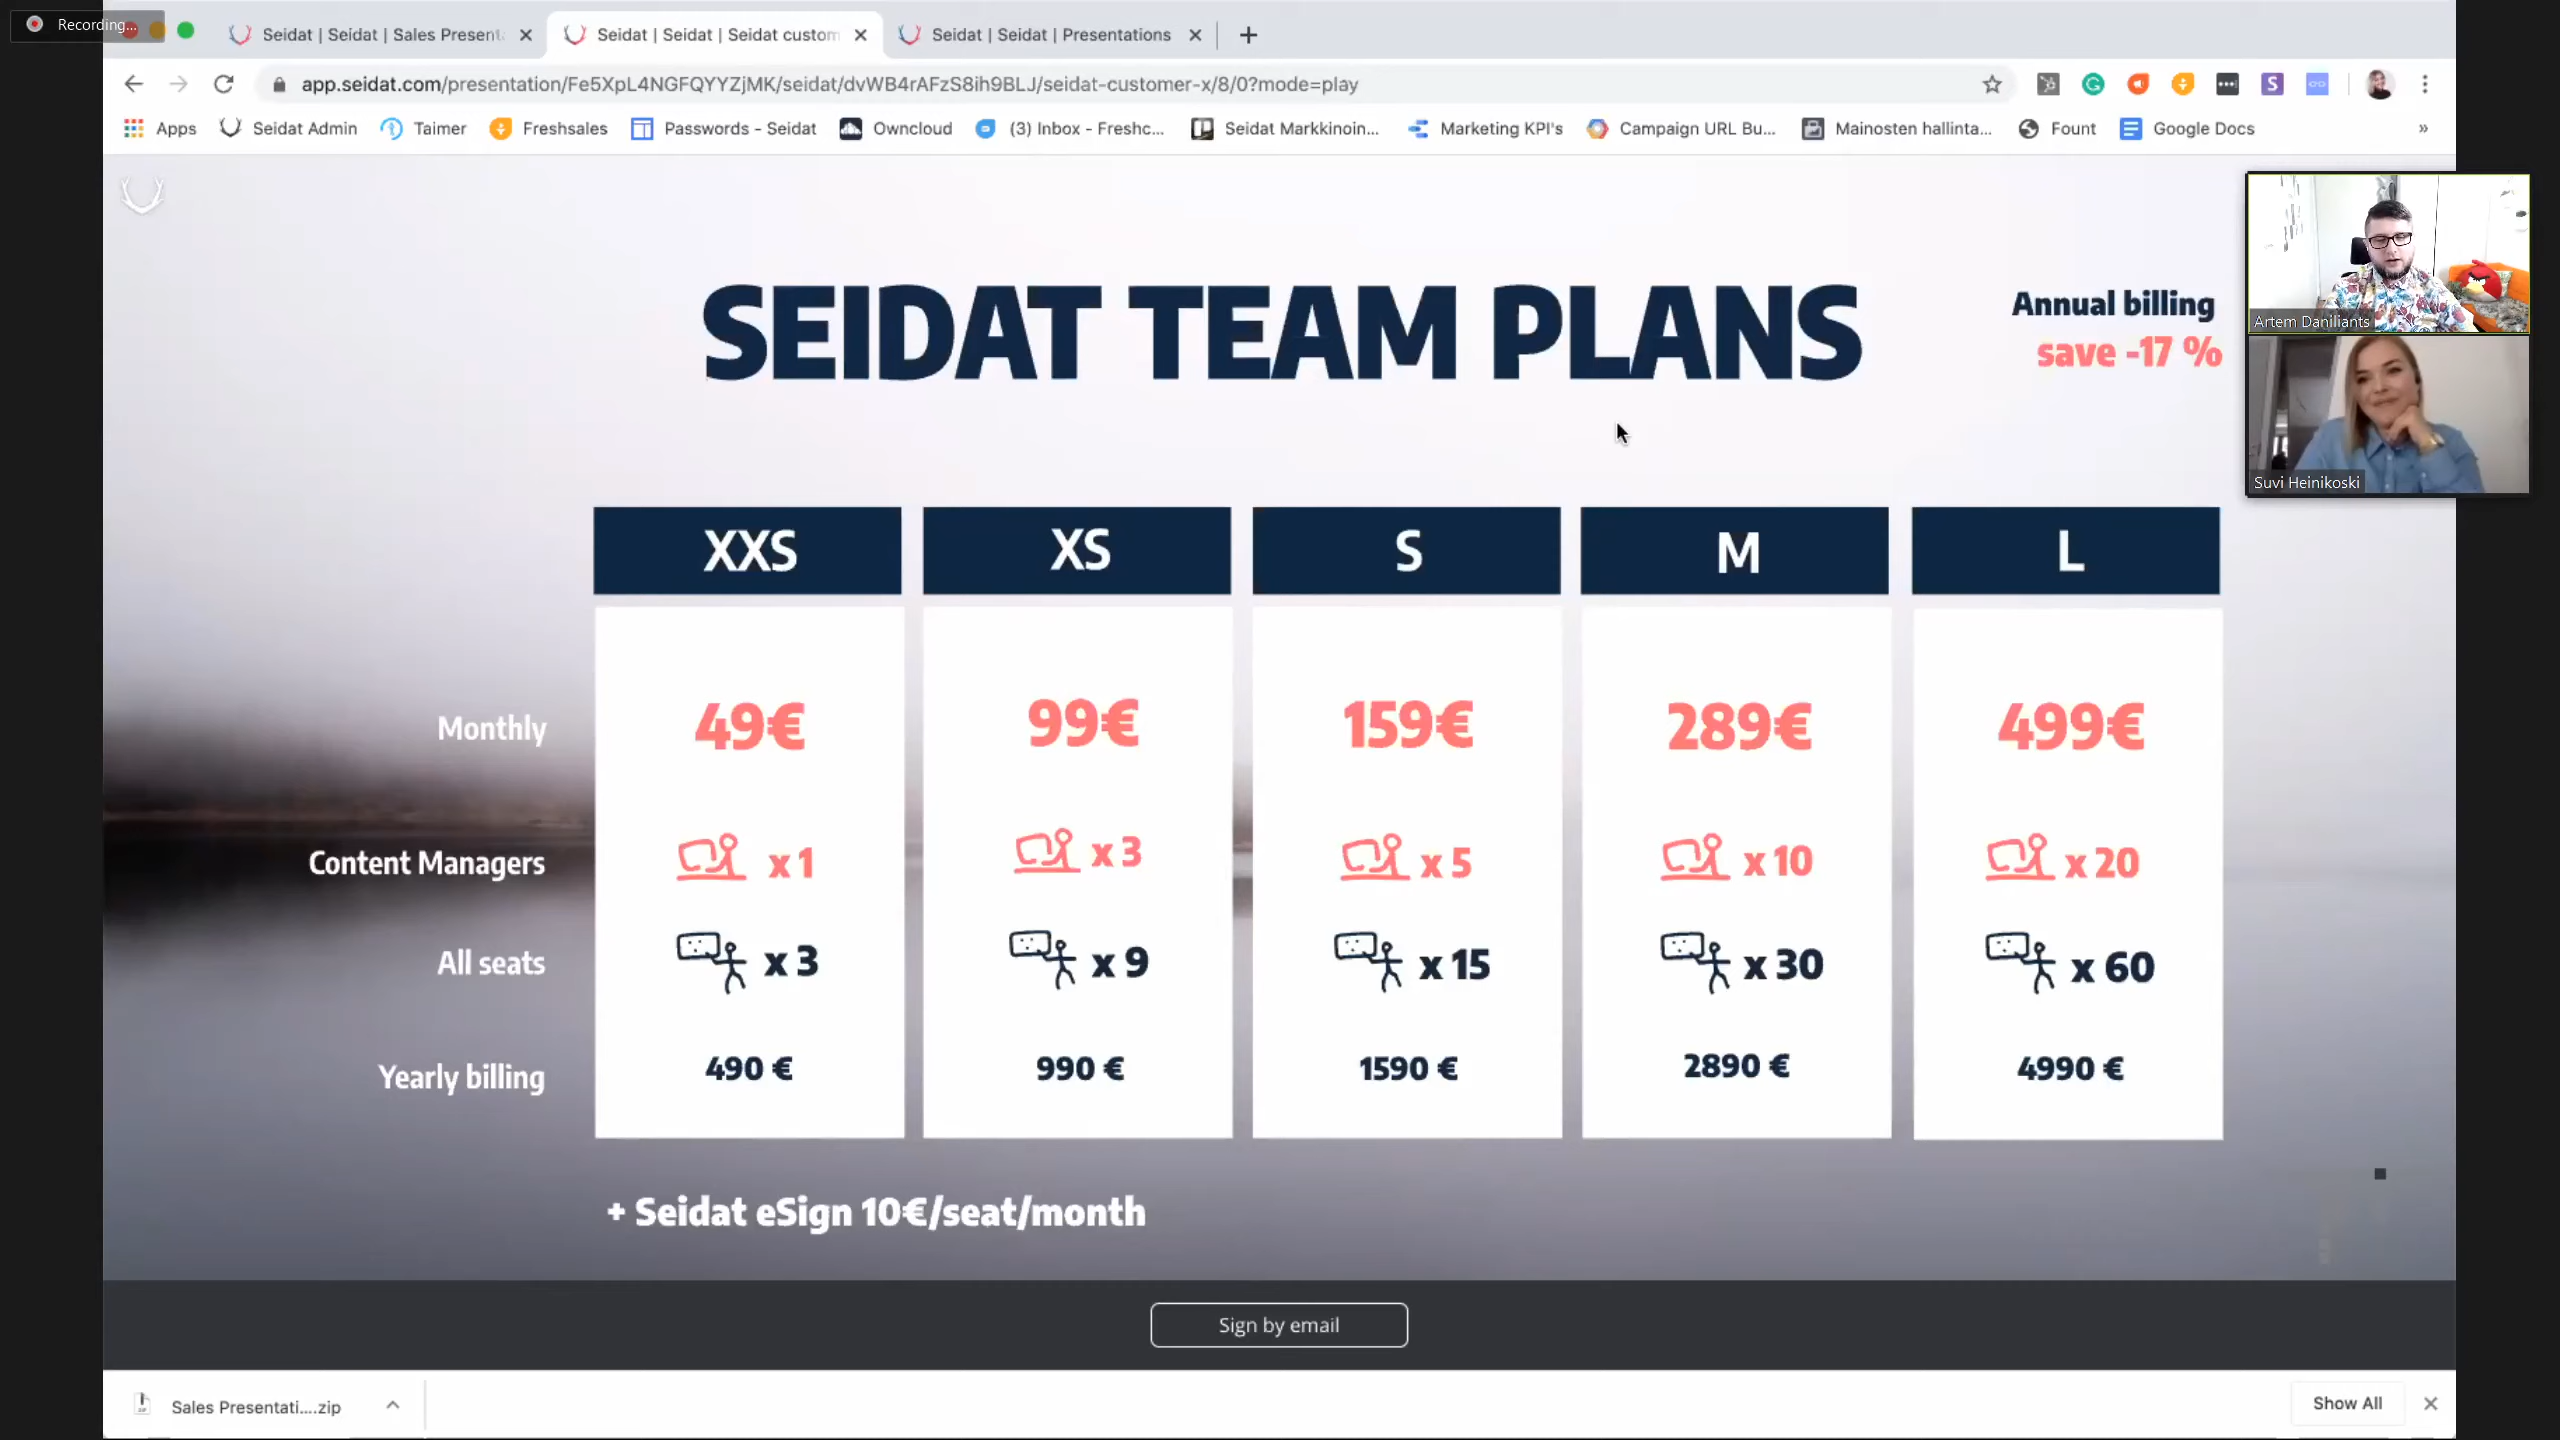 Recording...
Seidat | Seidat | Sales Present
Seidat | Seidat | Seidat custom
Seidat | Seidat | Presentations
app.seidat.com/presentation/Fe5XpL4NGFQYYZjMK/seidat/dvWB4rAFzS8ih9BLJ/seidat-customer-x/8/0?mode=play
Apps Seidat Admin Taimer Freshsales Passwords - Seidat Owncloud (3) Inbox - Freshc... Seidat Markkinoin... Marketing KPI's Campaign URL Bu... Mainosten hallinta... Fount Google Docs »
SEIDAT TEAM PLANS
Annual billing
save -17 %
Artem Daniliants
Suvi Heinikoski
XXS XS S M L
Monthly 49€ 99€ 159€ 289€ 499€
Content Managers x 1 x 3 x 5 x 10 x 20
All seats x 3 x 9 x 15 x 30 x 60
Yearly billing 490 € 990 € 1590 € 2890 € 4990 €
+ Seidat eSign 10€/seat/month
Sign by email
Sales Presentati....zip
Show All